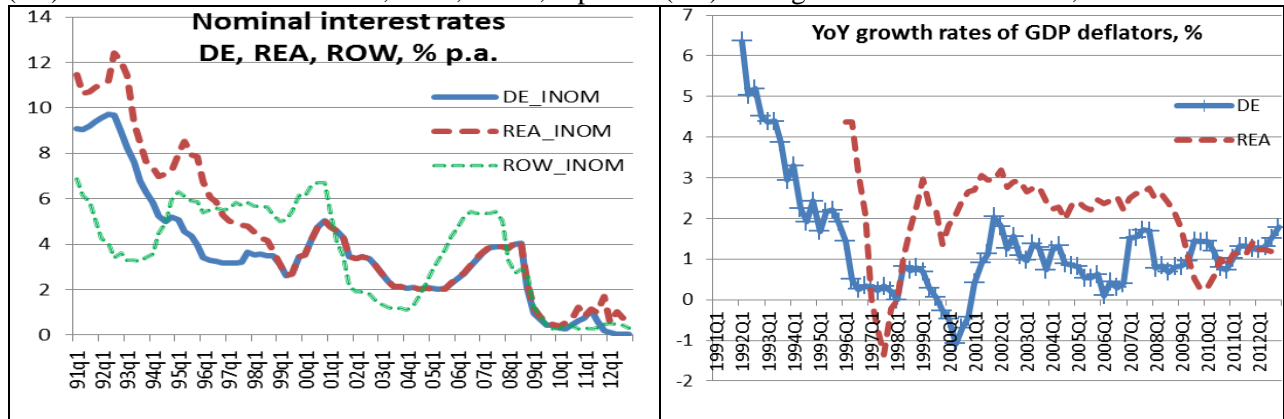 Nominal interest rates
DE, REA, ROW, % p.a.
14
12
10
8
6
4
2
0
DE_INOM
REA_INOM
ROW_INOM
91q1
92q1
93q1
94q1
95q1
96q1
97q1
98q1
99q1
00q1
01q1
02q1
03q1
04q1
05q1
06q1
07q1
08q1
09q1
10q1
11q1
12q1
YoY growth rates of GDP deflators, %
7
6
5
4
3
2
1
0
-1
-2
DE
REA
1991Q1
1992Q1
1993Q1
1994Q1
1995Q1
1996Q1
1997Q1
1998Q1
1999Q1
2000Q1
2001Q1
2002Q1
2003Q1
2004Q1
2005Q1
2006Q1
2007Q1
2008Q1
2009Q1
2010Q1
2011Q1
2012Q1